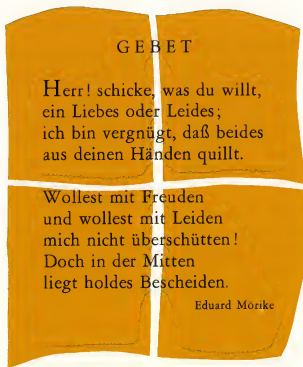 GEBET
Herr! schicke, was du willt,
ein Liebes oder Leides;
ich bin vergnügt, daß beides
aus deinen Händen quillt.
Wollest mit Freuden
und wollest mit Leiden
mich nicht überschütten!
Doch in der Mitten
liegt holdes Bescheiden.
Eduard Mörike